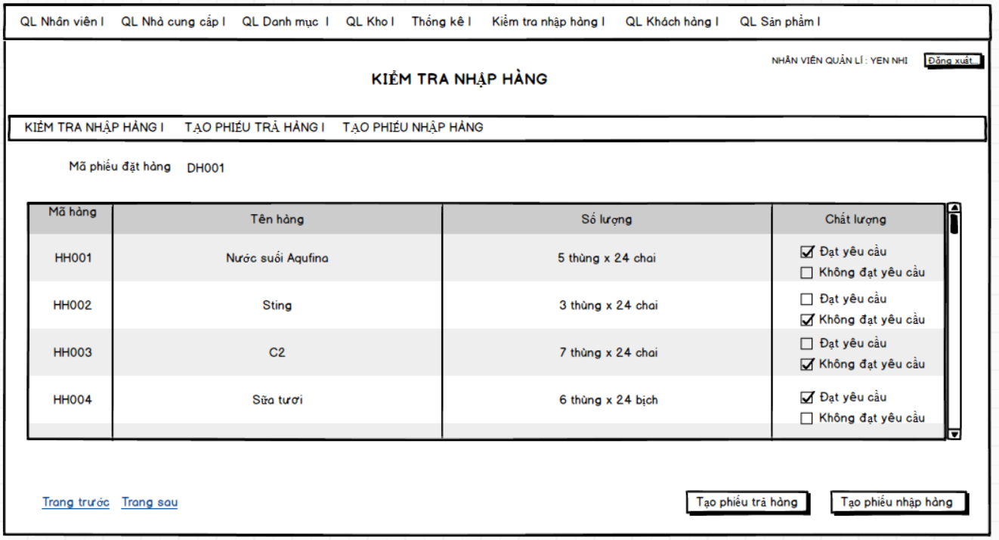 QL Nhân viên I QL Nhà cung cấp I QL Danh mục I QL Kho I Thống kê I Kiểm tra nhập hàng I QL Khách hàng I QL Sản phẩm I
NHÂN VIÊN QUẢN LÍ : YEN NHI Đăng xuất...
KIỂM TRA NHẬP HÀNG
KIỂM TRA NHẬP HÀNG I TẠO PHIẾU TRẢ HÀNG I TẠO PHIẾU NHẬP HÀNG
Mã phiếu đặt hàng DH001
Mã hàng Tên hàng Số lượng Chất lượng
HH001 Nước suối Aqufina 5 thùng x 24 chai Đạt yêu cầu
Không đạt yêu cầu
HH002 Sting 3 thùng x 24 chai Đạt yêu cầu
Không đạt yêu cầu
HH003 C2 7 thùng x 24 chai Đạt yêu cầu
Không đạt yêu cầu
HH004 Sữa tươi 6 thùng x 24 bịch Đạt yêu cầu
Không đạt yêu cầu
Trang trước Trang sau Tạo phiếu trả hàng Tạo phiếu nhập hàng